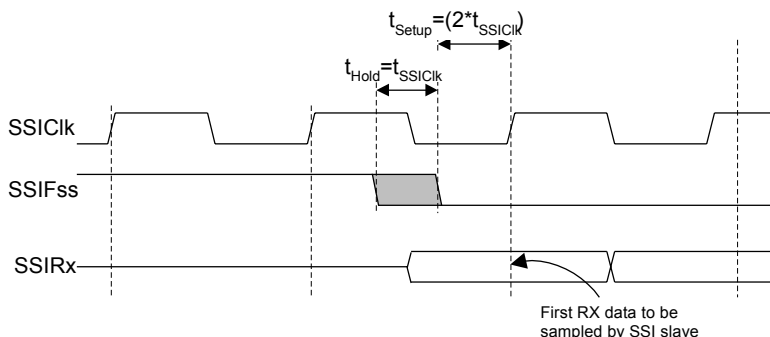 tSetup=(2*tSSIClk)
tHold=tSSIClk
SSIClk
SSIFss
SSIRx
First RX data to be
sampled by SSI slave